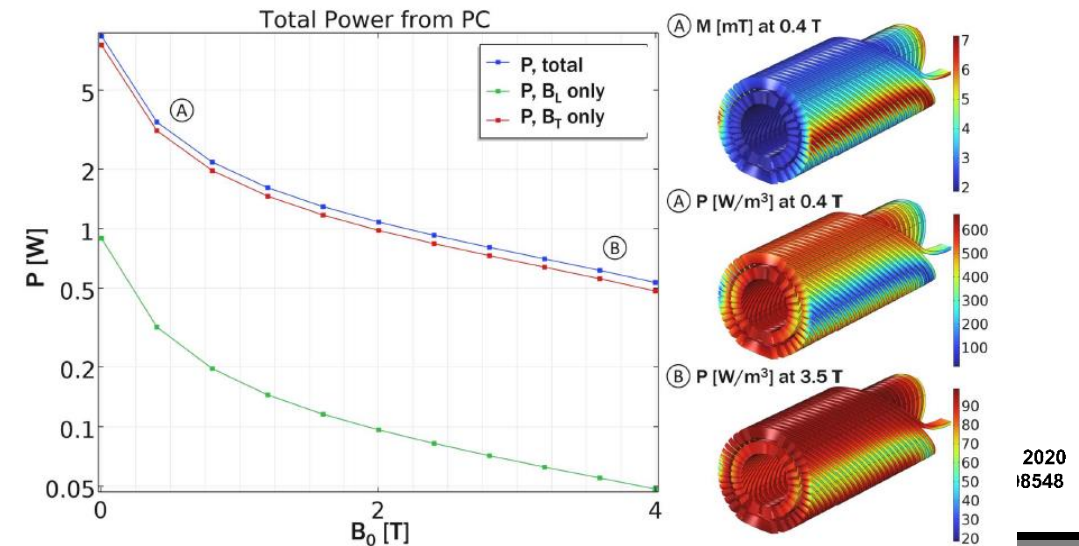 Total Power from PC
P [W]
5
2
1
0.5
0.2
0.1
0.05
0
2
4
B₀ [T]
P, total
P, B_L only
P, B_T only
A
B
A M [mT] at 0.4 T
7
6
5
4
3
2
A P [W/m³] at 0.4 T
600
500
400
300
200
100
B P [W/m³] at 3.5 T
90
80
70
60
50
40
30
20
2020
8548